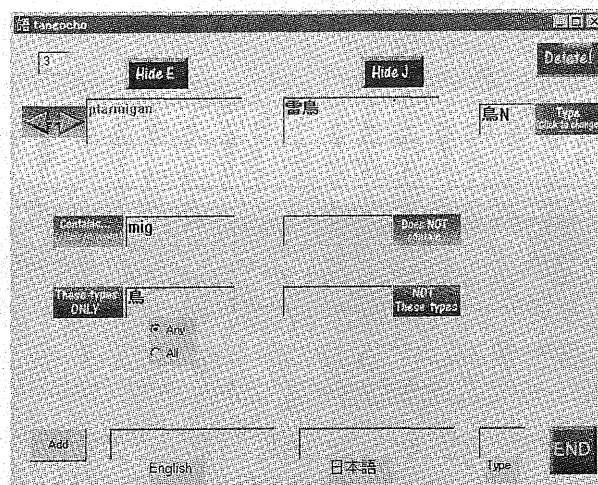 語 tangocho
3
Hide E
Hide J
Delete!
ptarmigan
雷鳥
鳥N
Type
Contains...
mig
Does NOT
These types
ONLY
鳥
NOT
These types
Any
All
Add
English
日本語
Type
END